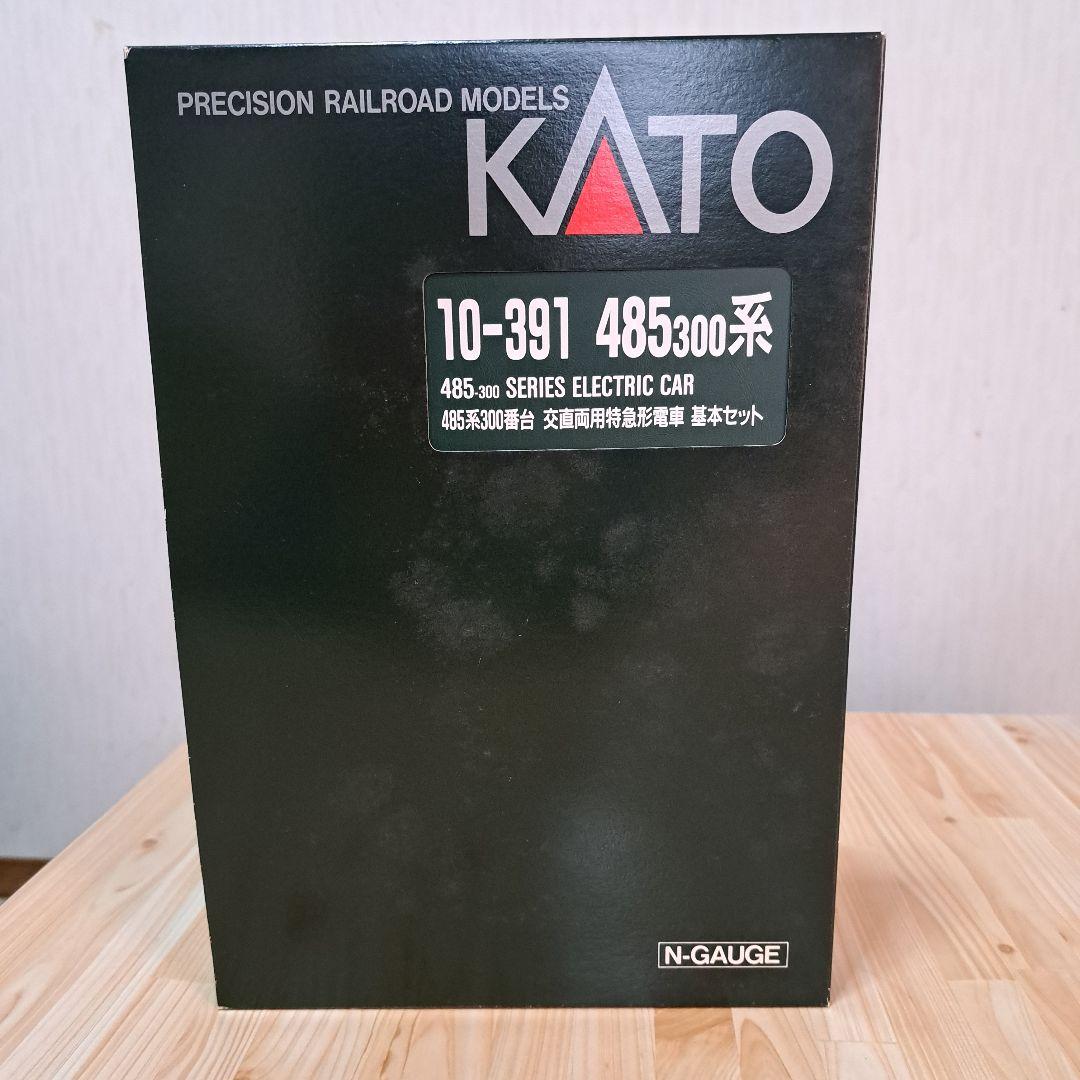 PRECISION RAILROAD MODELS
KATO
10-391 485300系
485-300 SERIES ELECTRIC CAR
485系300番台 交直両用特急形電車 基本セット
N-GAUGE